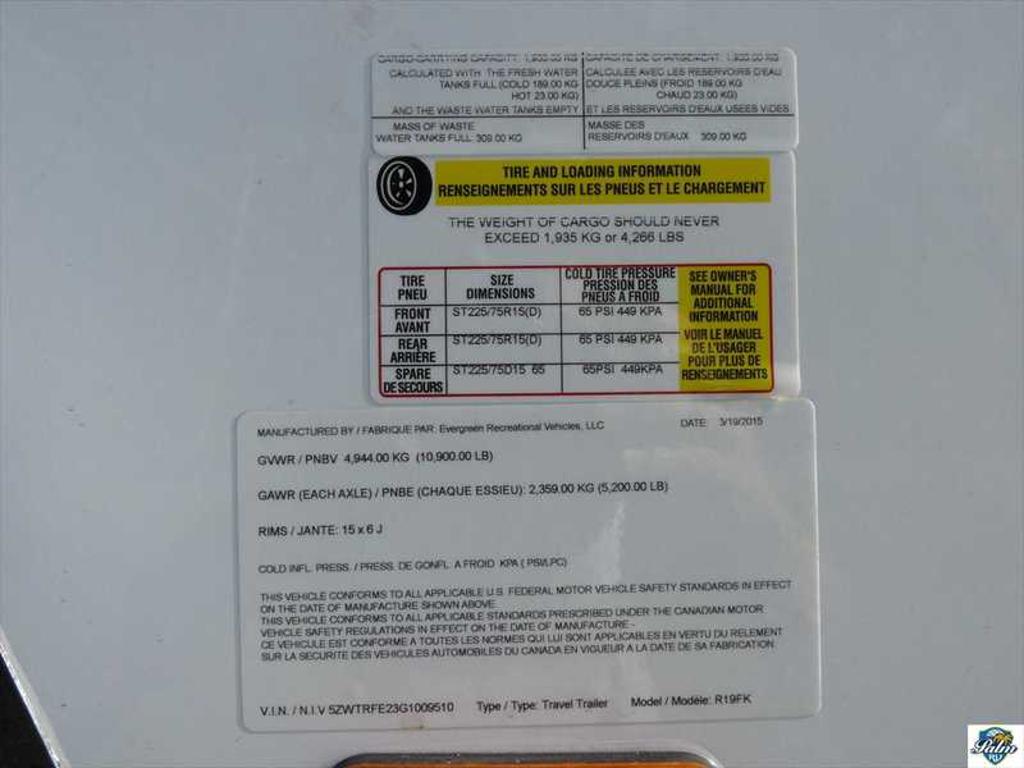 CARGO CARRYING CAPACITY: 1,935.00 KG
CAPACITE DE CHARGEMENT: 1,935.00 KG
CALCULATED WITH THE FRESH WATER
TANKS FULL (COLD 189.00 KG
HOT 23.00 KG)
AND THE WASTE WATER TANKS EMPTY
CALCULEE AVEC LES RESERVOIRS D'EAU
DOUCE PLEINS (FROID 189.00 KG
CHAUD 23.00 KG)
ET LES RESERVOIRS D'EAUX USEES VIDES
MASS OF WASTE
WATER TANKS FULL 309.00 KG
MASSE DES
RESERVOIRS D'EAUX 309.00 KG
TIRE AND LOADING INFORMATION
RENSEIGNEMENTS SUR LES PNEUS ET LE CHARGEMENT
THE WEIGHT OF CARGO SHOULD NEVER
EXCEED 1,935 KG or 4,266 LBS
TIRE
PNEU
SIZE
DIMENSIONS
COLD TIRE PRESSURE
PRESSION DES
PNEUS A FROID
FRONT
AVANT
ST225/75R15(D)
65 PSI 449 KPA
REAR
ARRIÈRE
ST225/75R15(D)
65 PSI 449 KPA
SPARE
DE SECOURS
ST225/75D15 65
65PSI 449KPA
SEE OWNER'S
MANUAL FOR
ADDITIONAL
INFORMATION
VOIR LE MANUEL
DE L'USAGER
POUR PLUS DE
RENSEIGNEMENTS
MANUFACTURED BY / FABRIQUE PAR: Evergreen Recreational Vehicles, LLC DATE: 3/19/2015
GVWR / PNBV 4,944.00 KG (10,900.00 LB)
GAWR (EACH AXLE) / PNBE (CHAQUE ESSIEU): 2,359.00 KG (5,200.00 LB)
RIMS / JANTE: 15 x 6 J
COLD INFL. PRESS. / PRESS. DE GONFL. A FROID KPA ( PSI/LPC)
THIS VEHICLE CONFORMS TO ALL APPLICABLE U.S. FEDERAL MOTOR VEHICLE SAFETY STANDARDS IN EFFECT
ON THE DATE OF MANUFACTURE SHOWN ABOVE.
THIS VEHICLE CONFORMS TO ALL APPLICABLE STANDARDS PRESCRIBED UNDER THE CANADIAN MOTOR
VEHICLE SAFETY REGULATIONS IN EFFECT ON THE DATE OF MANUFACTURE -
CE VEHICULE EST CONFORME A TOUTES LES NORMES QUI LUI SONT APPLICABLES EN VERTU DU RELEMENT
SUR LA SECURITE DES VEHICULES AUTOMOBILES DU CANADA EN VIGUEUR A LA DATE DE SA FABRICATION.
V.I.N. / N.I.V 5ZWTRFE23G1009510 Type / Type: Travel Trailer Model / Modèle: R19FK
Palm
RV